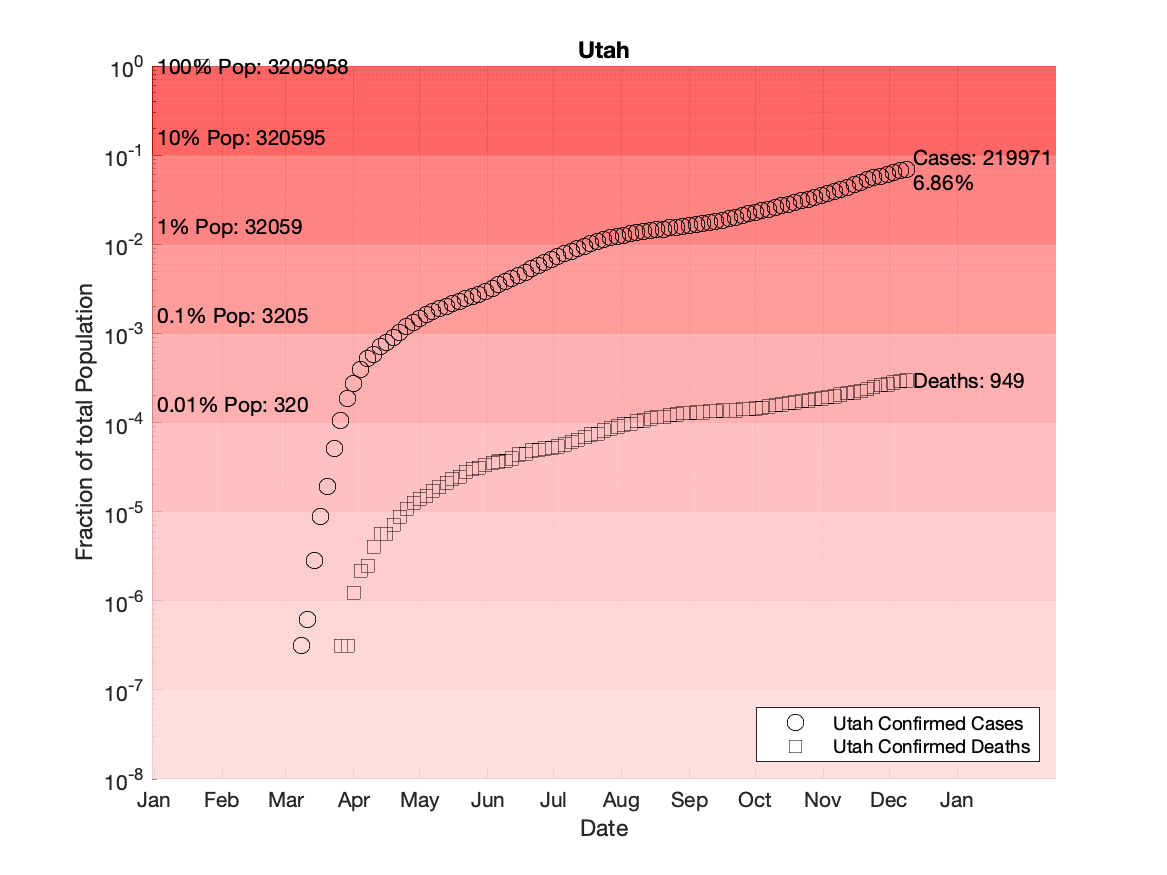 Utah
10^0
100% Pop: 3205958
10% Pop: 320595
10^-1
Cases: 219971
6.86%
1% Pop: 32059
10^-2
0.1% Pop: 3205
10^-3
Deaths: 949
0.01% Pop: 320
10^-4
10^-5
10^-6
10^-7
10^-8
Fraction of total Population
Utah Confirmed Cases
Utah Confirmed Deaths
Jan Feb Mar Apr May Jun Jul Aug Sep Oct Nov Dec Jan
Date